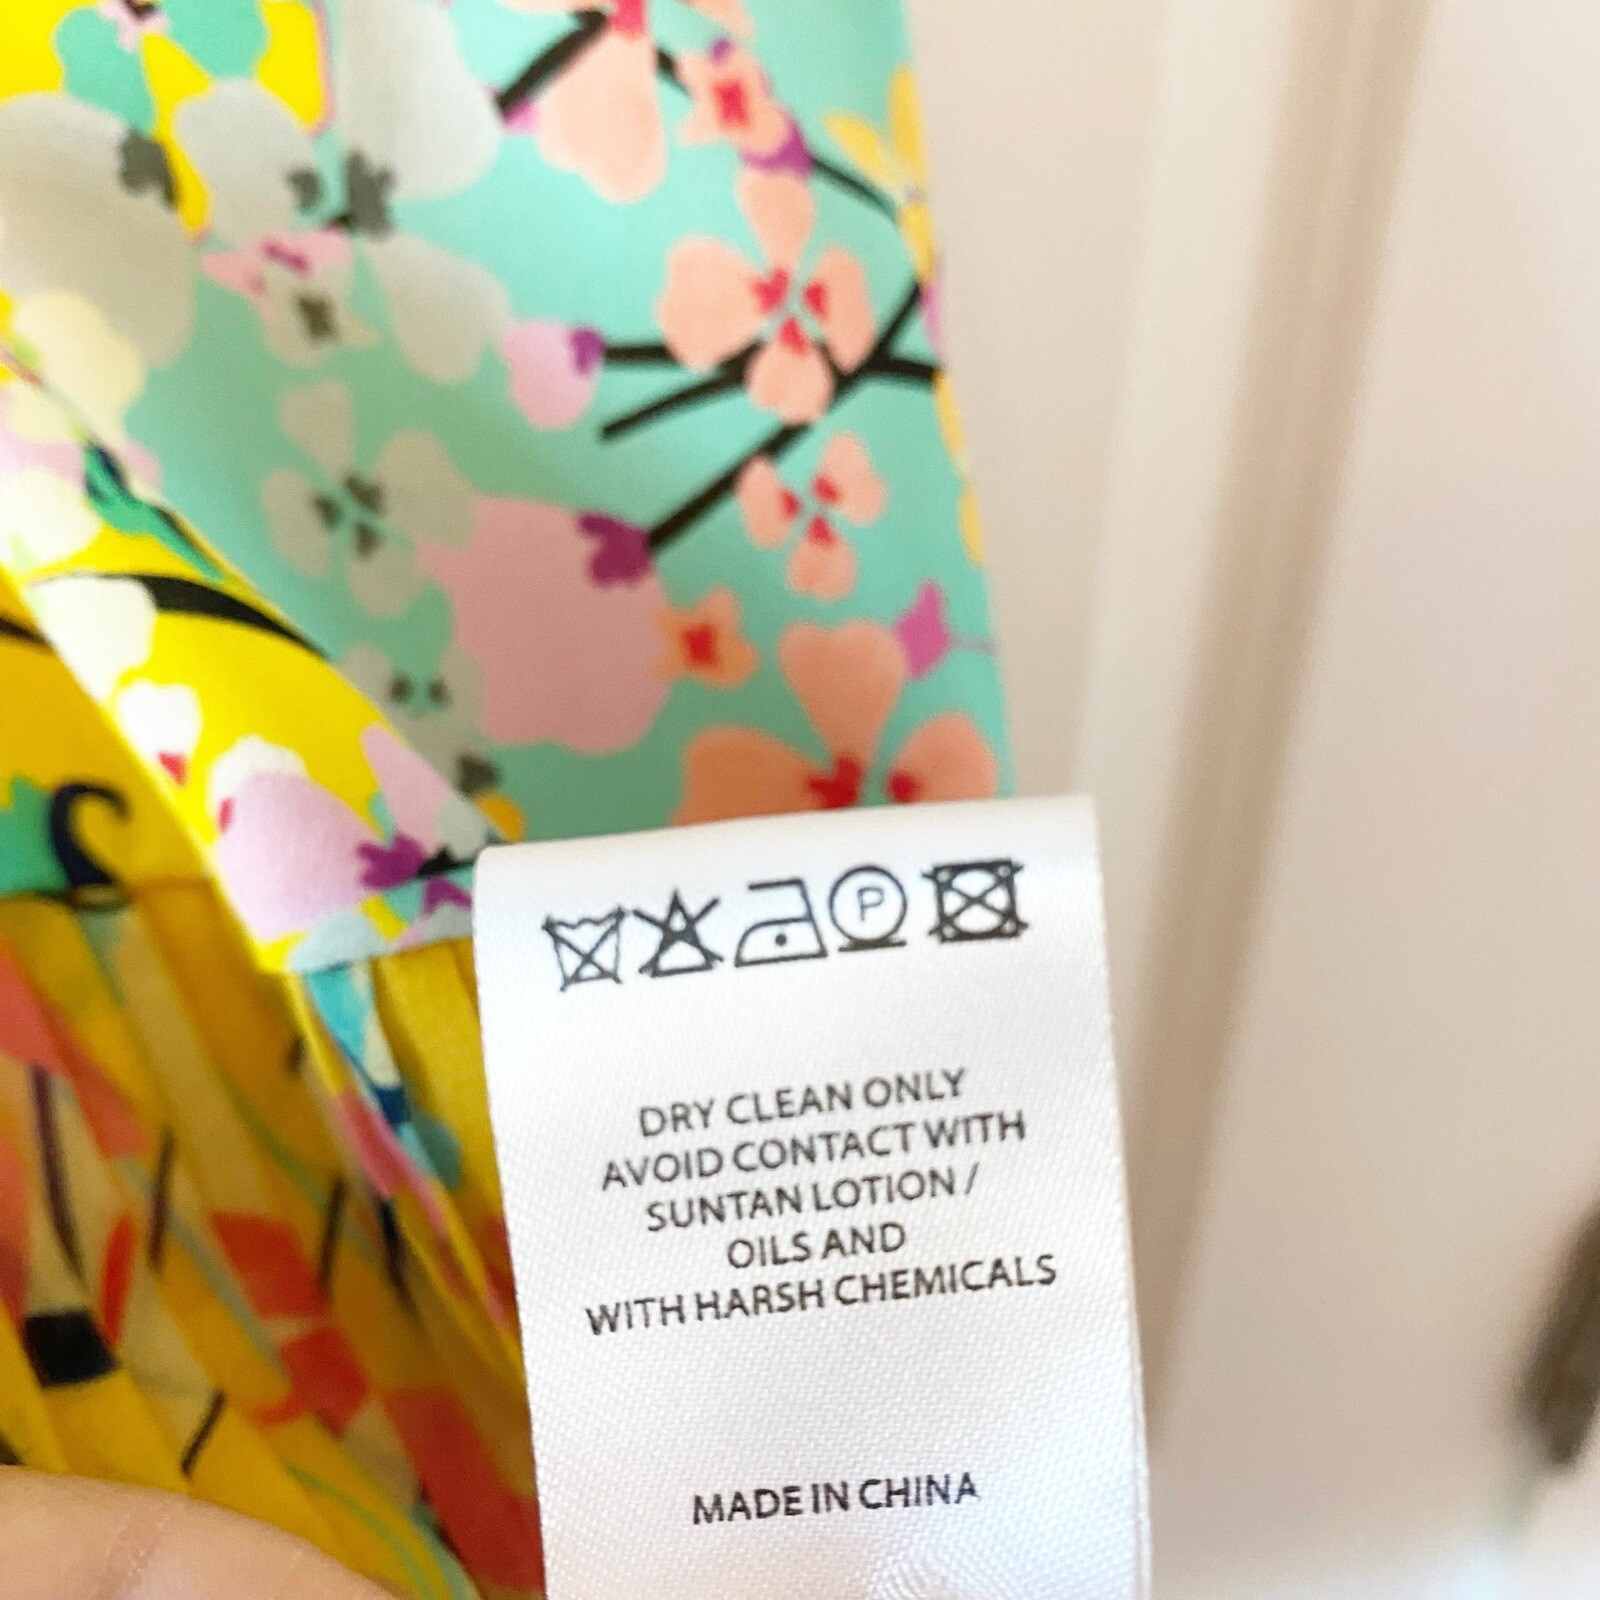 P
DRY CLEAN ONLY
AVOID CONTACT WITH
SUNTAN LOTION /
OILS AND
WITH HARSH CHEMICALS
MADE IN CHINA